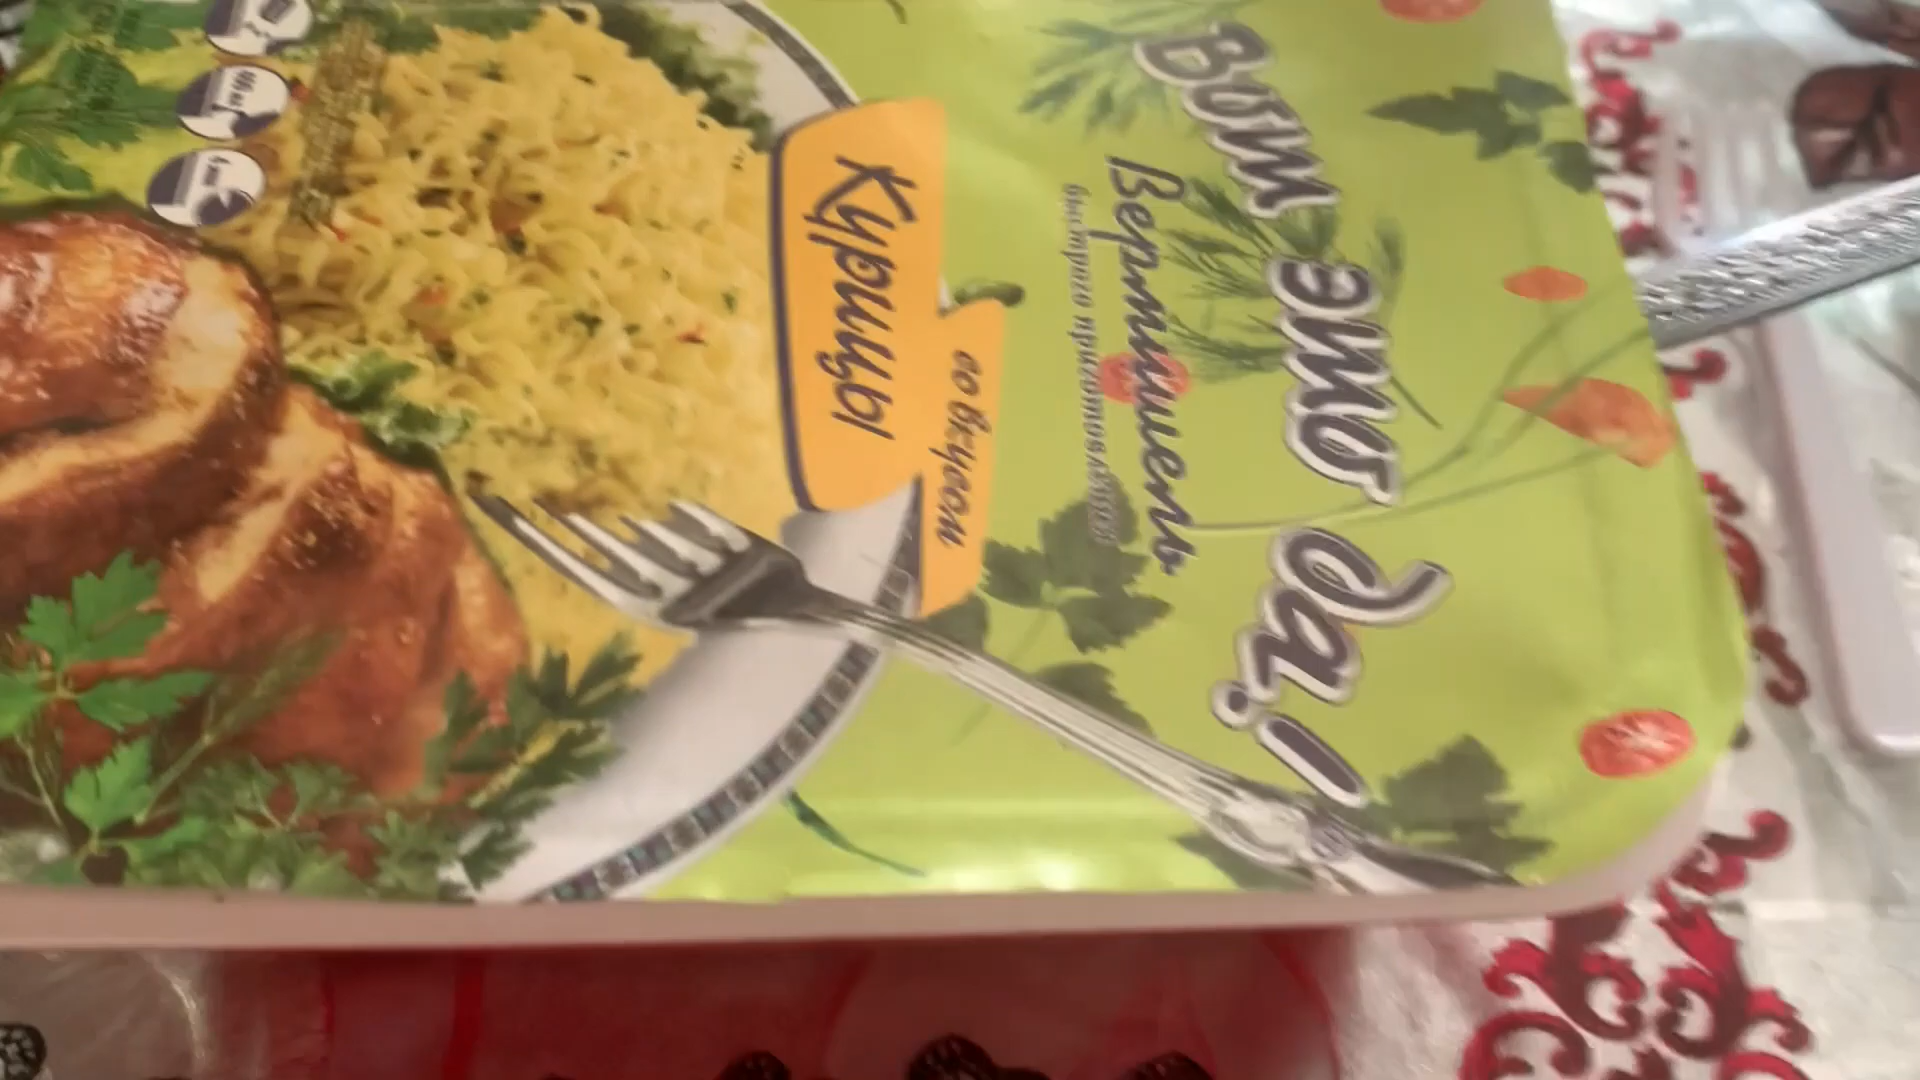 Вот это да!
Вермишель
быстрого приготовления
со вкусом
Курицы